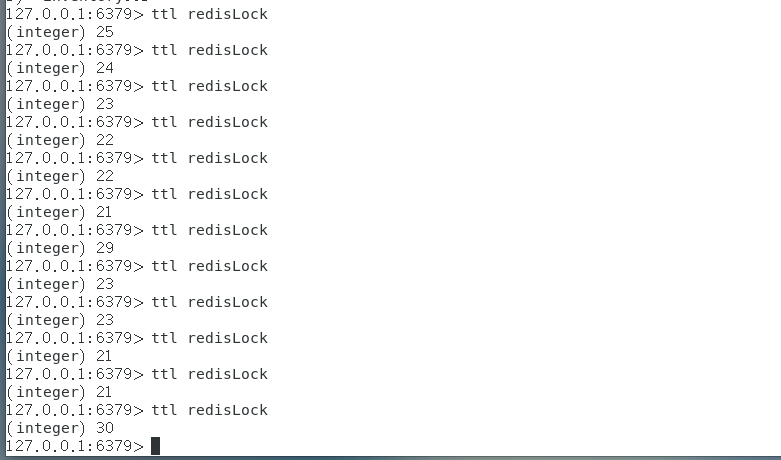 127.0.0.1:6379> ttl redisLock
(integer) 25
127.0.0.1:6379> ttl redisLock
(integer) 24
127.0.0.1:6379> ttl redisLock
(integer) 23
127.0.0.1:6379> ttl redisLock
(integer) 22
127.0.0.1:6379> ttl redisLock
(integer) 22
127.0.0.1:6379> ttl redisLock
(integer) 21
127.0.0.1:6379> ttl redisLock
(integer) 29
127.0.0.1:6379> ttl redisLock
(integer) 23
127.0.0.1:6379> ttl redisLock
(integer) 23
127.0.0.1:6379> ttl redisLock
(integer) 21
127.0.0.1:6379> ttl redisLock
(integer) 21
127.0.0.1:6379> ttl redisLock
(integer) 30
127.0.0.1:6379>